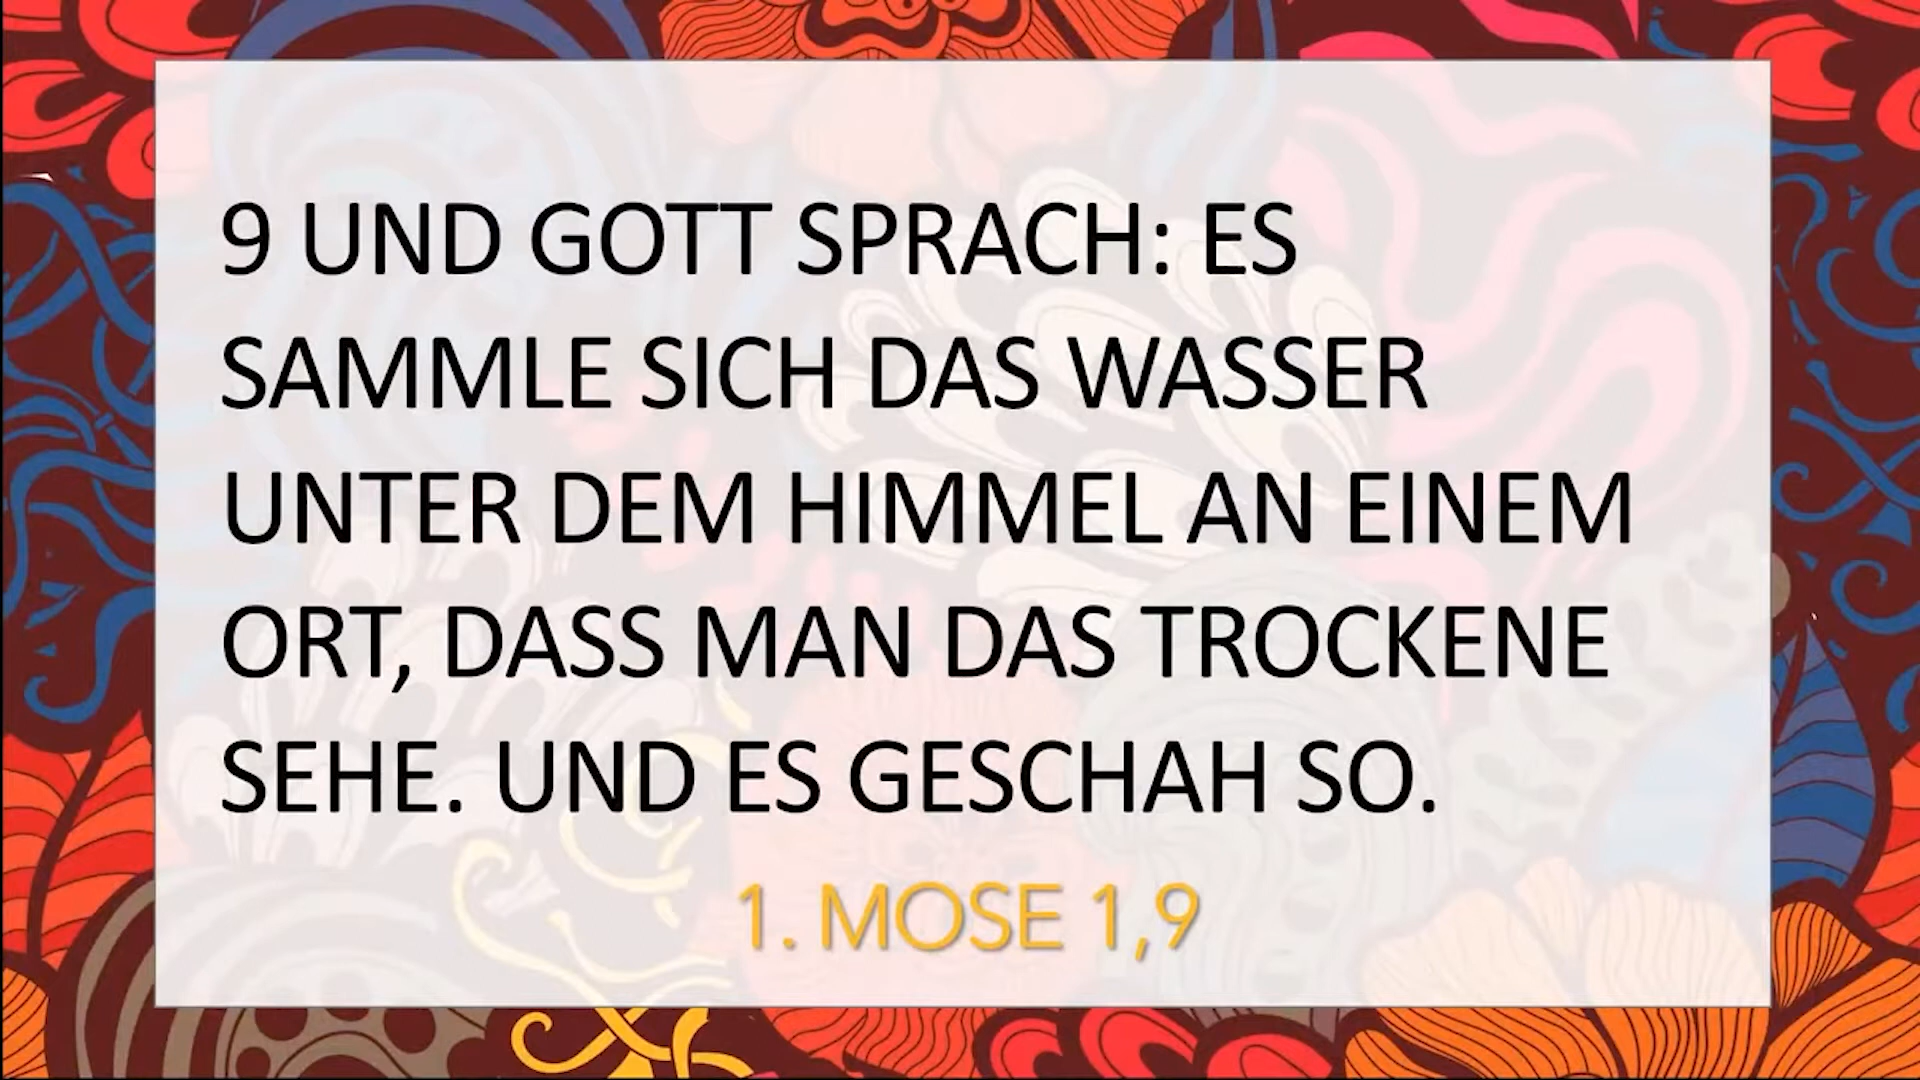 9 UND GOTT SPRACH: ES
SAMMLE SICH DAS WASSER
UNTER DEM HIMMEL AN EINEM
ORT, DASS MAN DAS TROCKENE
SEHE. UND ES GESCHAH SO.
1. MOSE 1,9